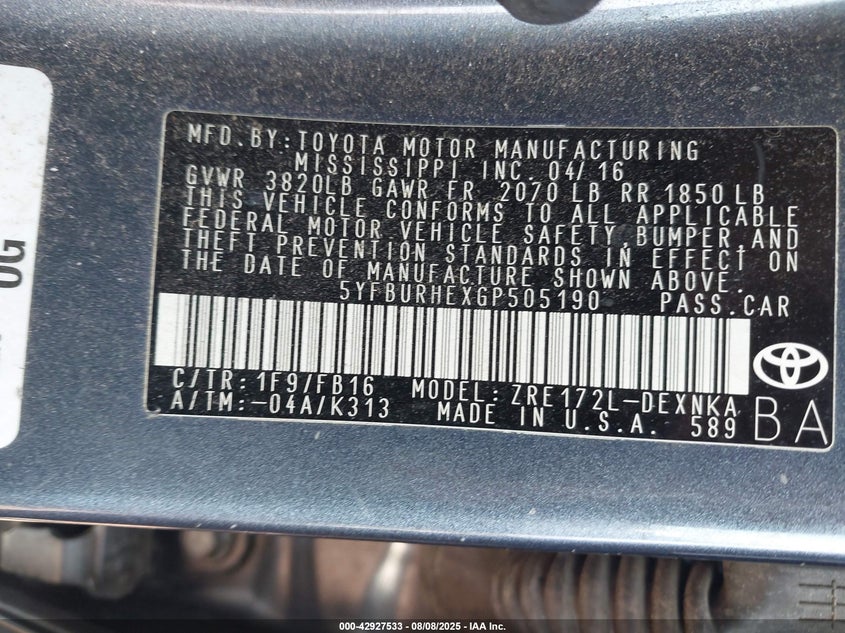 OG
MFD.BY:TOYOTA MOTOR MANUFACTURING
MISSISSIPPI INC. 04/16
GVWR 3820LB GAWR FR. 2070 LB RR 1850 LB
THIS VEHICLE CONFORMS TO ALL APPLICABLE
FEDERAL MOTOR VEHICLE SAFETY,BUMPER,AND
THEFT PREVENTION STANDARDS IN EFFECT ON
THE DATE OF MANUFACTURE SHOWN ABOVE.
5YFBURHEXGP505190 PASS.CAR
C/TR: 1F9/FB16 MODEL: ZRE172L-DEXNKA
A/TM:-04A/K313 MADE IN U.S.A. 589
BA
000-42927533 - 08/08/2025 - IAA Inc.